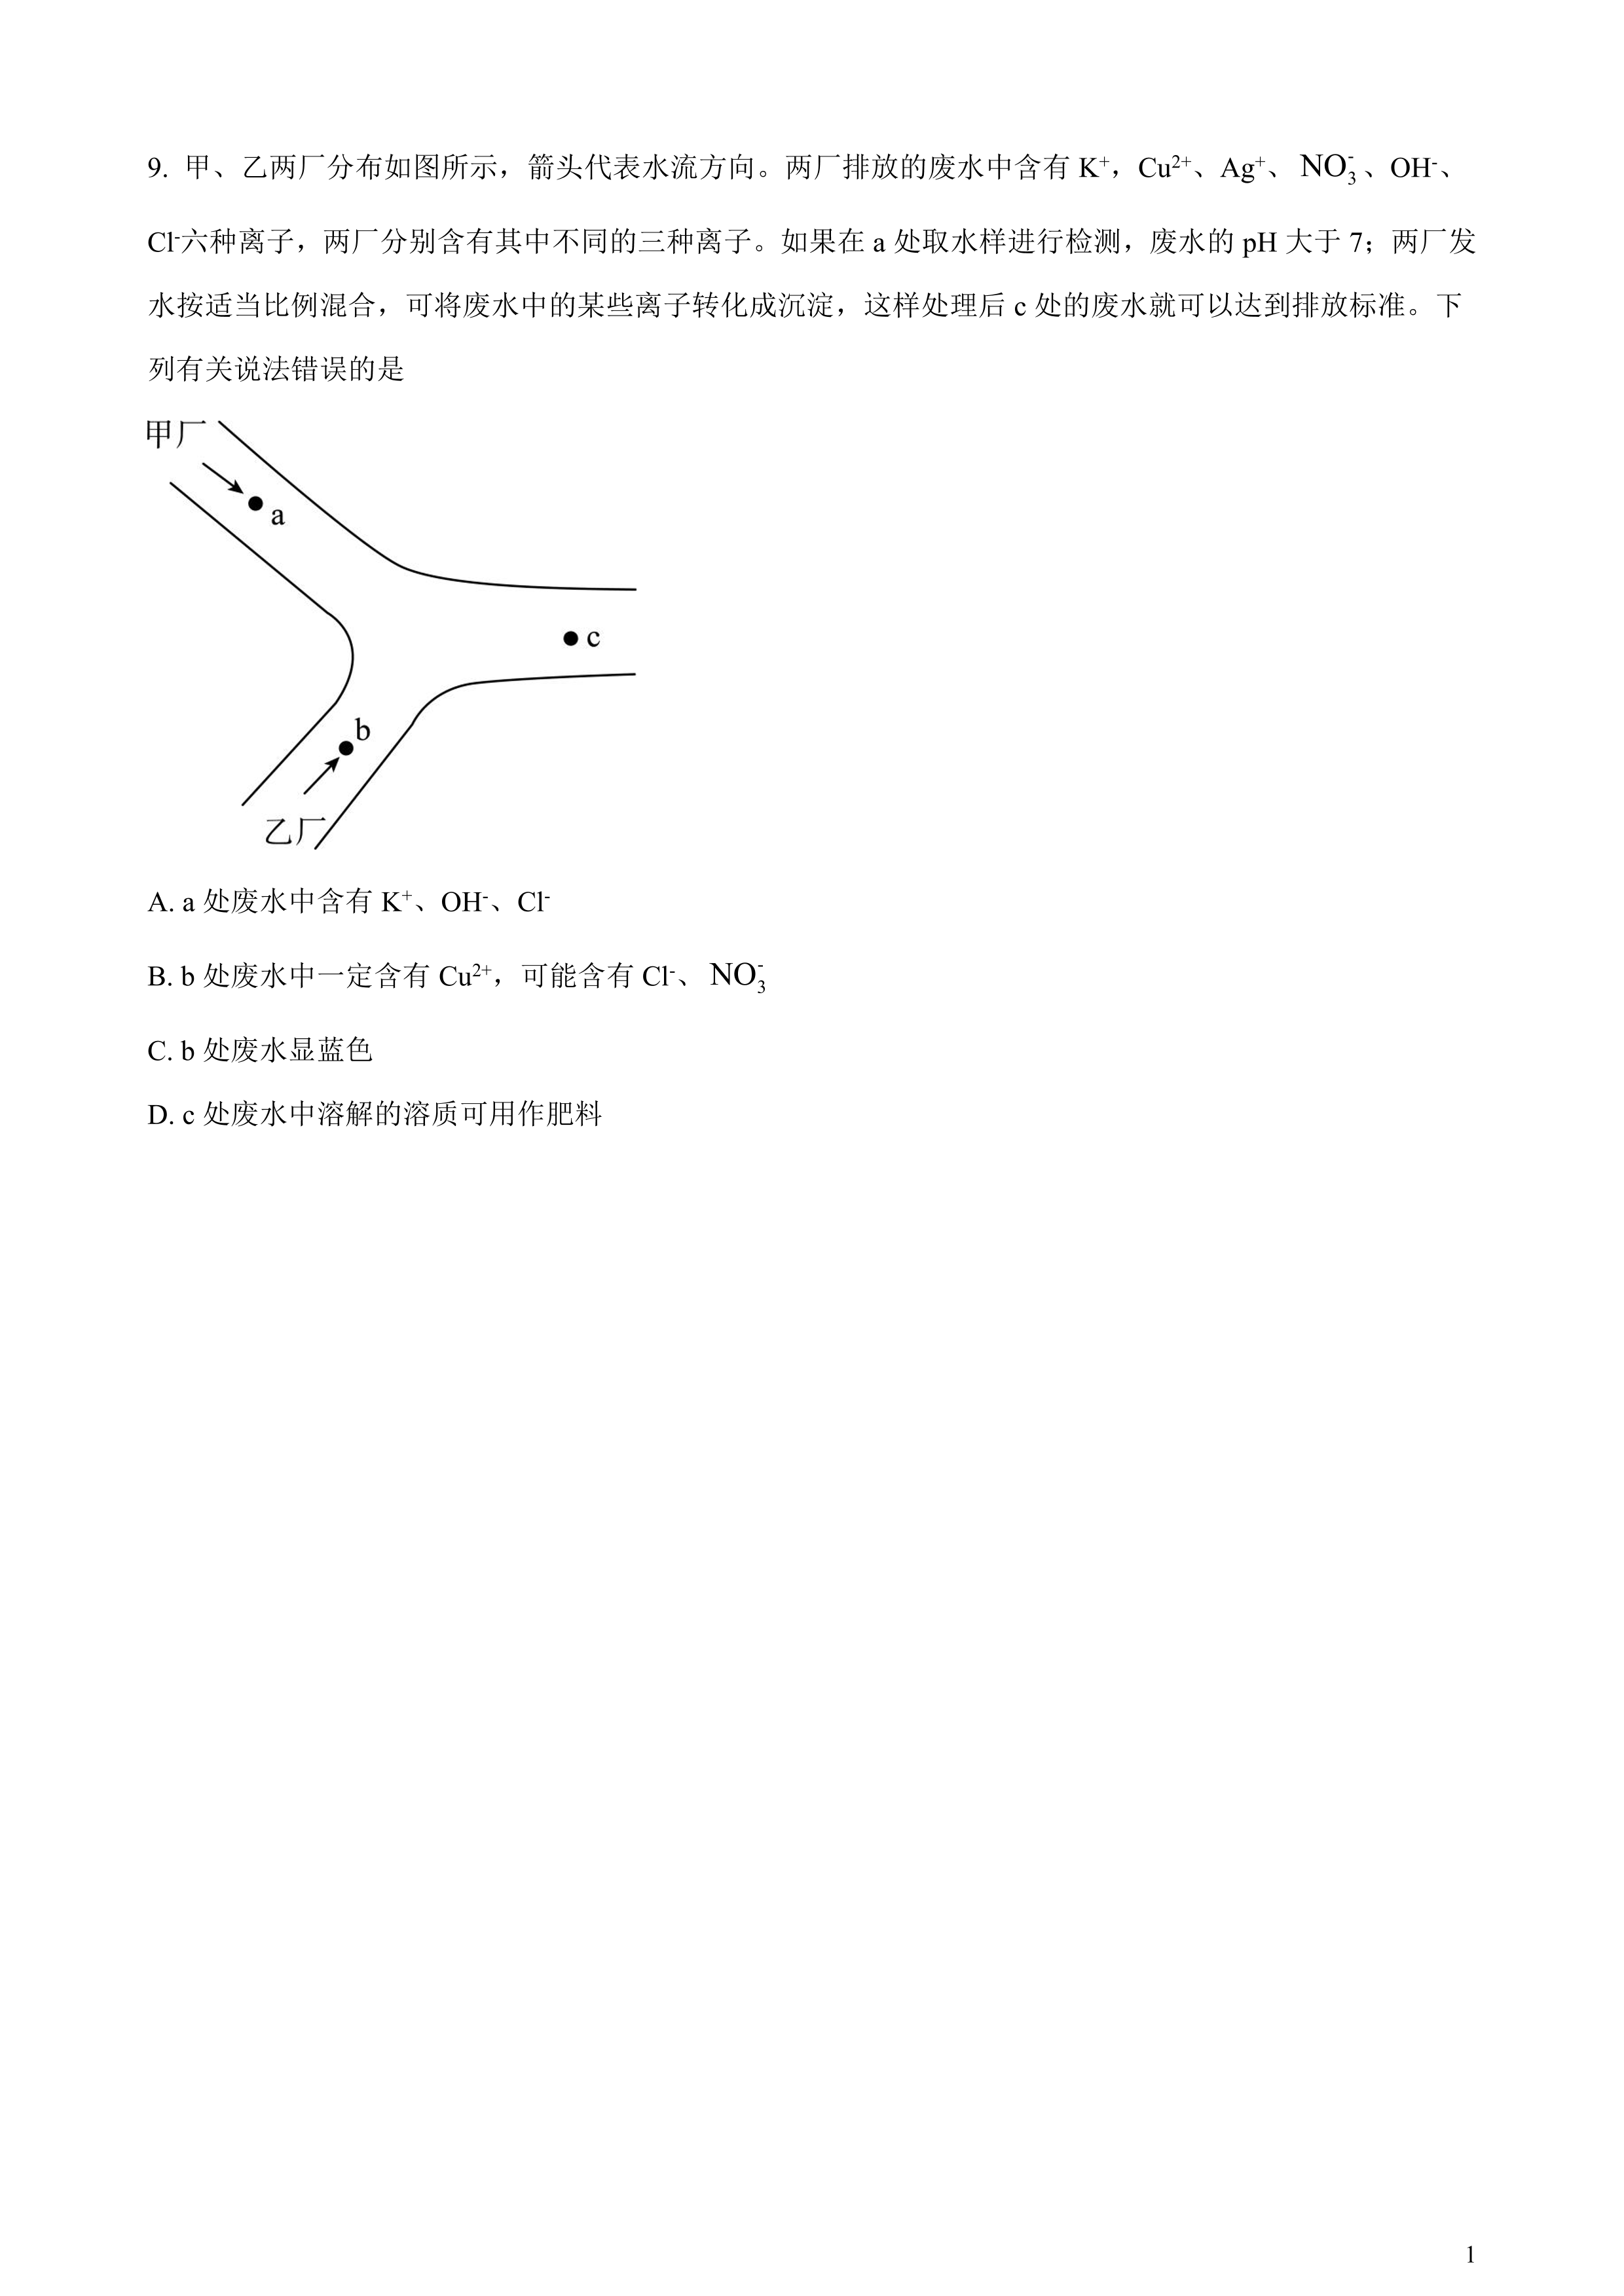 9. 甲、乙两厂分布如图所示，箭头代表水流方向。两厂排放的废水中含有 K⁺，Cu²⁺、Ag⁺、NO₃⁻、OH⁻、
Cl⁻六种离子，两厂分别含有其中不同的三种离子。如果在 a 处取水样进行检测，废水的 pH 大于 7；两厂发
水按适当比例混合，可将废水中的某些离子转化成沉淀，这样处理后 c 处的废水就可以达到排放标准。下
列有关说法错误的是
甲厂
a
c
b
乙厂
A. a 处废水中含有 K⁺、OH⁻、Cl⁻
B. b 处废水中一定含有 Cu²⁺，可能含有 Cl⁻、NO₃⁻
C. b 处废水显蓝色
D. c 处废水中溶解的溶质可用作肥料
1